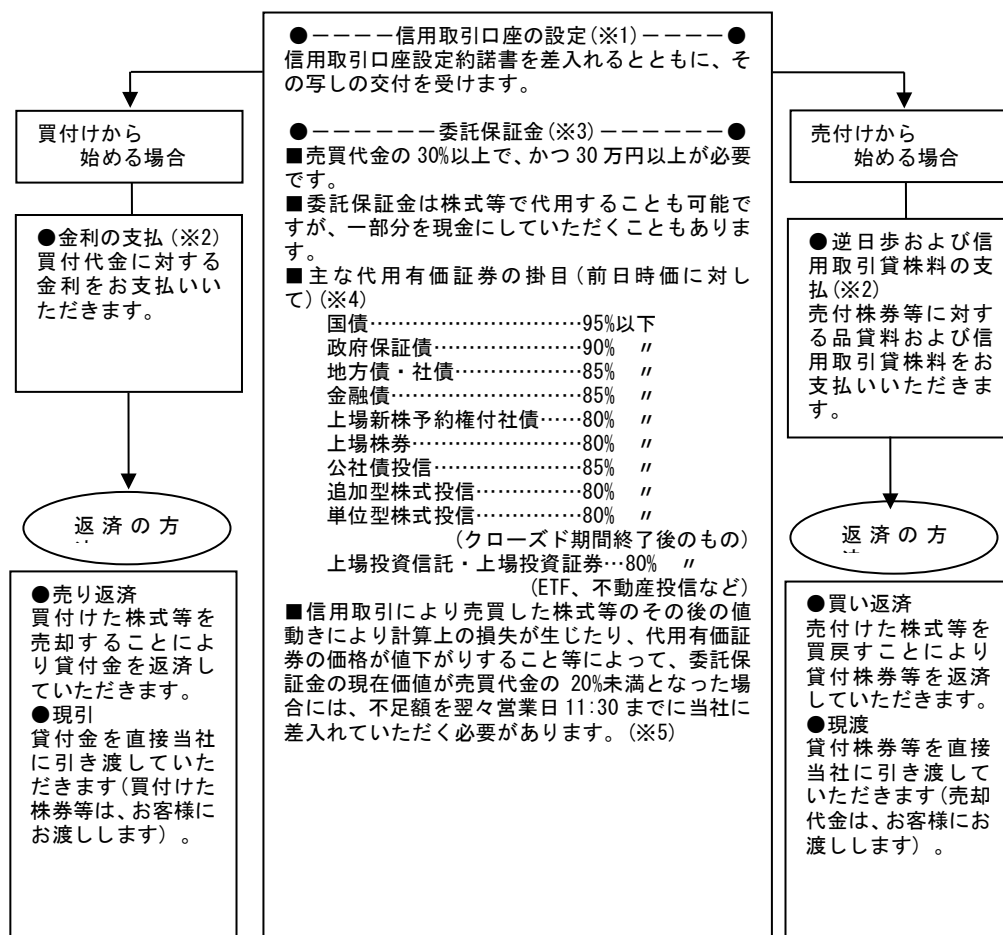 ●－－－－信用取引口座の設定(※1)－－－－●
信用取引口座設定約諾書を差入れるとともに、そ
の写しの交付を受けます。
●－－－－－－委託保証金(※3)－－－－－－●
■売買代金の 30%以上で、かつ 30 万円以上が必要
です。
■委託保証金は株式等で代用することも可能で
すが、一部分を現金にしていただくこともありま
す。
■主な代用有価証券の掛目(前日時価に対し
て)(※4)
国債…………………………95%以下
政府保証債…………………90% 〃
地方債・社債………………85% 〃
金融債………………………85% 〃
上場新株予約権付社債……80% 〃
上場株券……………………80% 〃
公社債投信…………………85% 〃
追加型株式投信……………80% 〃
単位型株式投信……………80% 〃
(クローズド期間終了後のもの)
上場投資信託・上場投資証券…80% 〃
(ETF、不動産投信など)
■信用取引により売買した株式等のその後の値
動きにより計算上の損失が生じたり、代用有価証
券の価格が値下がりすること等によって、委託保
証金の現在価値が売買代金の 20%未満となった場
合には、不足額を翌々営業日 11:30 までに当社に
差入れていただく必要があります。(※5)
買付けから
始める場合
●金利の支払(※2)
買付代金に対する
金利をお支払いい
ただきます。
返済の方
●売り返済
買付けた株式等を
売却することによ
り貸付金を返済し
ていただきます。
●現引
貸付金を直接当社
に引き渡していた
だきます(買付けた
株券等は、お客様に
お渡しします) 。
売付けから
始める場合
●逆日歩および信
用取引貸株料の支
払(※2)
売付株券等に対す
る品貸料および信
用取引貸株料をお
支払いいただきま
す。
返済の方
●買い返済
売付けた株式等を
買戻すことにより
貸付株券等を返済
していただきます。
●現渡
貸付株券等を直接
当社に引き渡して
いただきます(売却
代金は、お客様にお
渡しします) 。